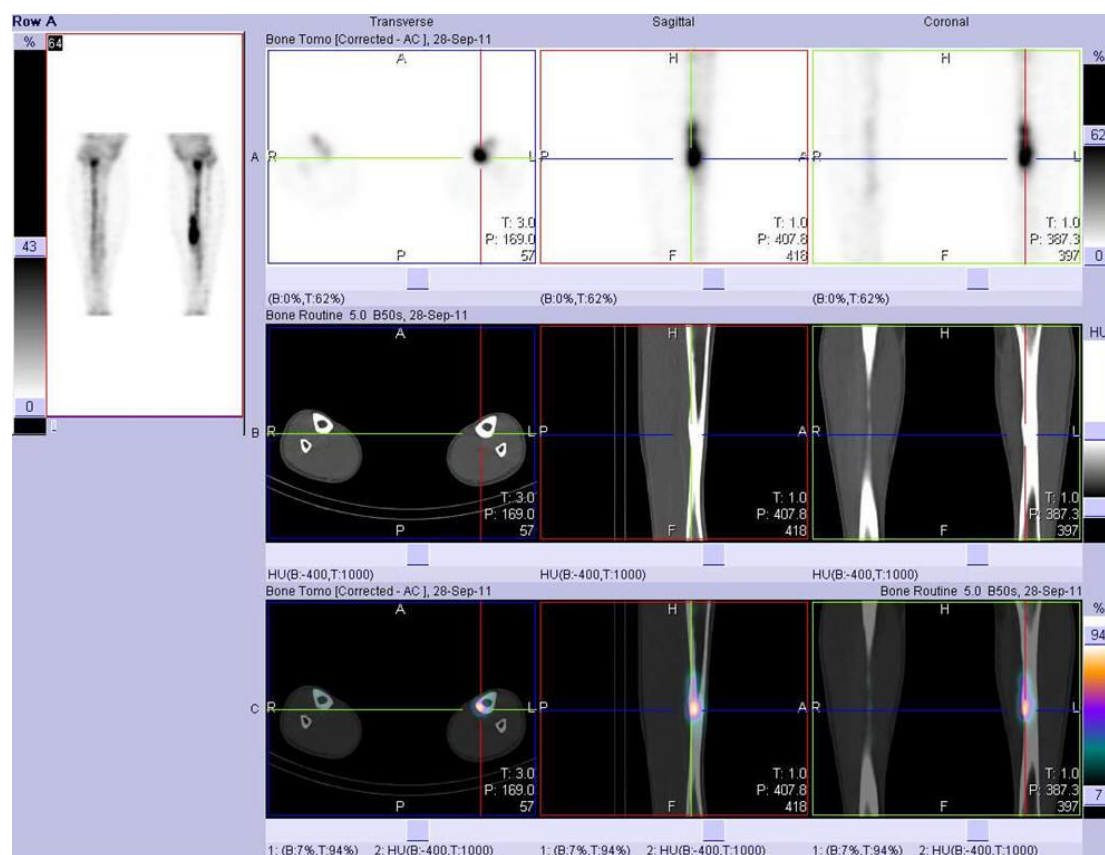 Row A
Transverse Sagittal Coronal
Bone Tomo [Corrected - AC ], 28-Sep-11
%
64
43
0
A
R
L
P
T: 3.0
P: 169.0
57
H
P
A
F
T: 1.0
P: 407.8
418
H
R
L
F
T: 1.0
P: 387.3
397
%
62
0
A
(B:0%,T:62%) (B:0%,T:62%) (B:0%,T:62%)
Bone Routine 5.0 B50s, 28-Sep-11
A
R
L
P
T: 3.0
P: 169.0
57
H
P
A
F
T: 1.0
P: 407.8
418
H
R
L
F
T: 1.0
P: 387.3
397
HU
B
HU(B:-400,T:1000) HU(B:-400,T:1000) HU(B:-400,T:1000)
Bone Tomo [Corrected - AC ], 28-Sep-11 Bone Routine 5.0 B50s, 28-Sep-11
A
R
L
P
T: 3.0
P: 169.0
57
H
P
A
F
T: 1.0
P: 407.8
418
H
R
L
F
T: 1.0
P: 387.3
397
%
94
7
C
1: (B:7%,T:94%) 2: HU(B:-400,T:1000) 1: (B:7%,T:94%) 2: HU(B:-400,T:1000) 1: (B:7%,T:94%) 2: HU(B:-400,T:1000)